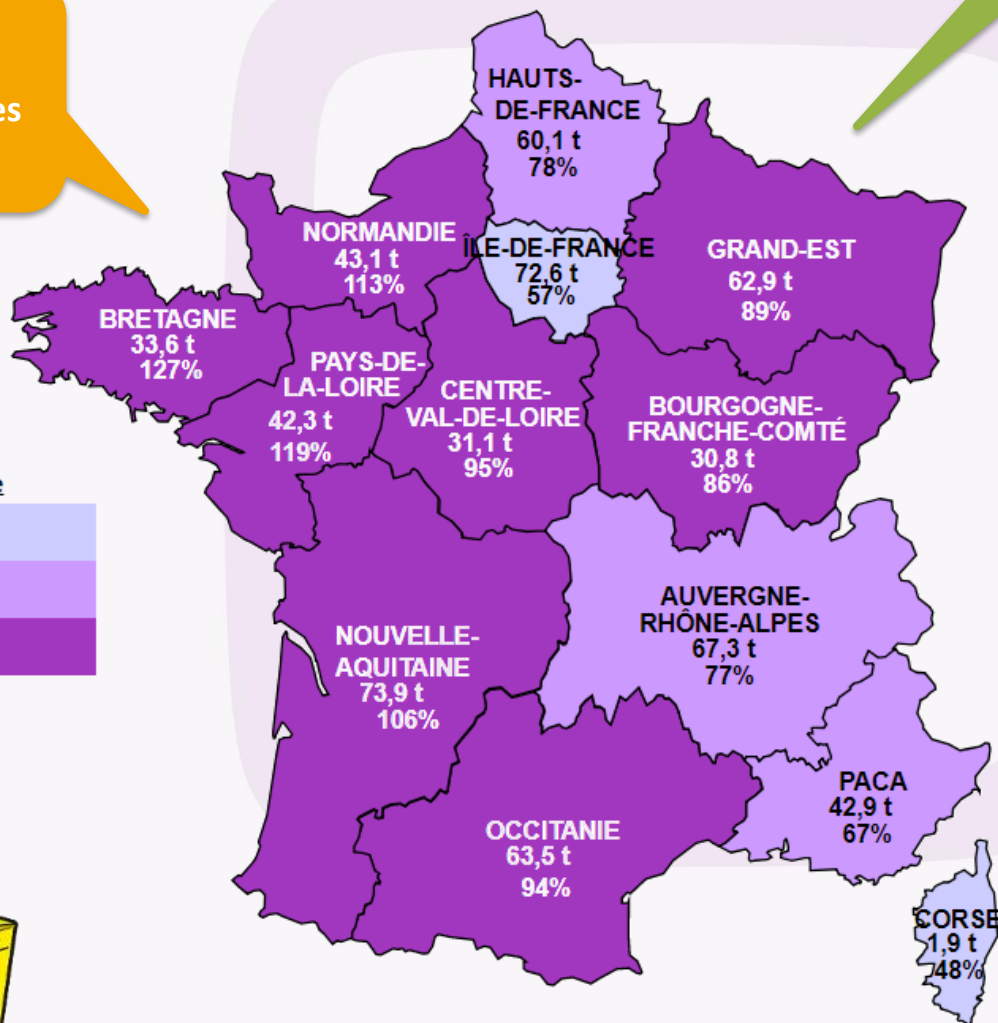 es
HAUTS-
DE-FRANCE
60,1 t
78%
NORMANDIE
43,1 t
113%
ÎLE-DE-FRANCE
72,6 t
57%
GRAND-EST
62,9 t
89%
BRETAGNE
33,6 t
127%
PAYS-DE-
LA-LOIRE
42,3 t
119%
CENTRE-
VAL-DE-LOIRE
31,1 t
95%
BOURGOGNE-
FRANCHE-COMTÉ
30,8 t
86%
e
NOUVELLE-
AQUITAINE
73,9 t
106%
AUVERGNE-
RHÔNE-ALPES
67,3 t
77%
PACA
42,9 t
67%
OCCITANIE
63,5 t
94%
CORSE
1,9 t
48%